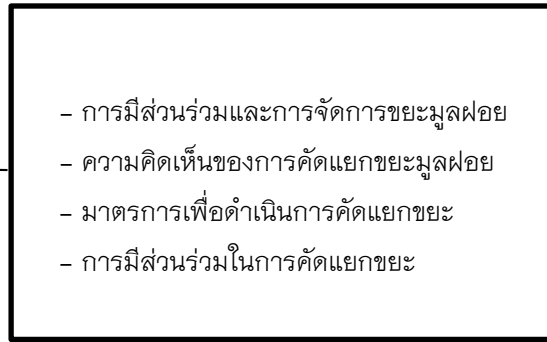 - การมีส่วนร่วมและการจัดการขยะมูลฝอย
- ความคิดเห็นของการคัดแยกขยะมูลฝอย
- มาตรการเพื่อดำเนินการคัดแยกขยะ
- การมีส่วนร่วมในการคัดแยกขยะ